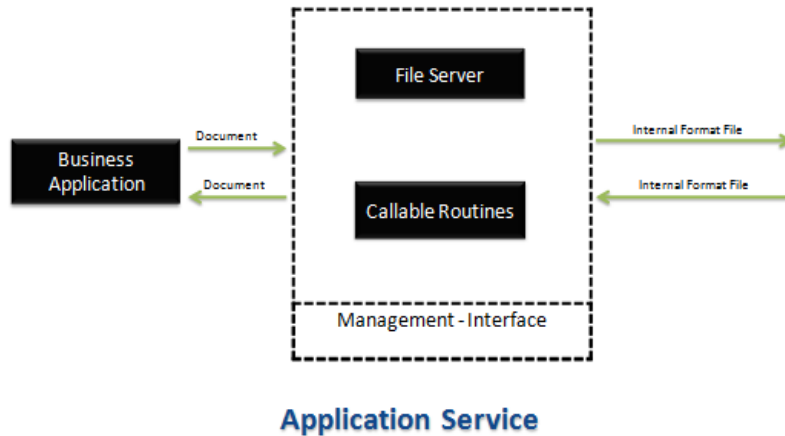 File Server
Document
Internal Format File
Business
Application
Document
Internal Format File
Callable Routines
Management - Interface
Application Service